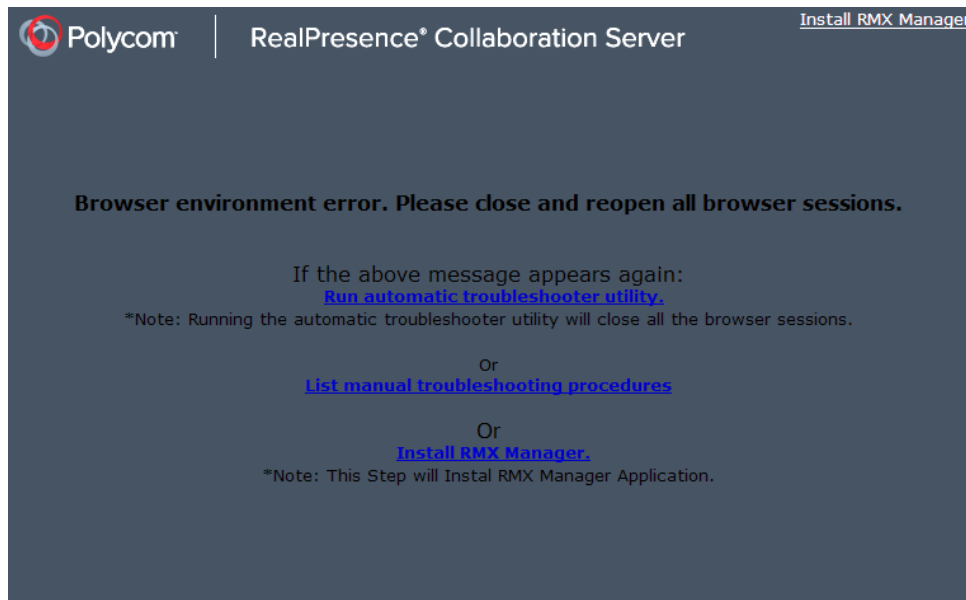 Polycom
RealPresence® Collaboration Server
Install RMX Manager
Browser environment error. Please close and reopen all browser sessions.
If the above message appears again:
Run automatic troubleshooter utility.
*Note: Running the automatic troubleshooter utility will close all the browser sessions.
Or
List manual troubleshooting procedures
Or
Install RMX Manager.
*Note: This Step will Instal RMX Manager Application.